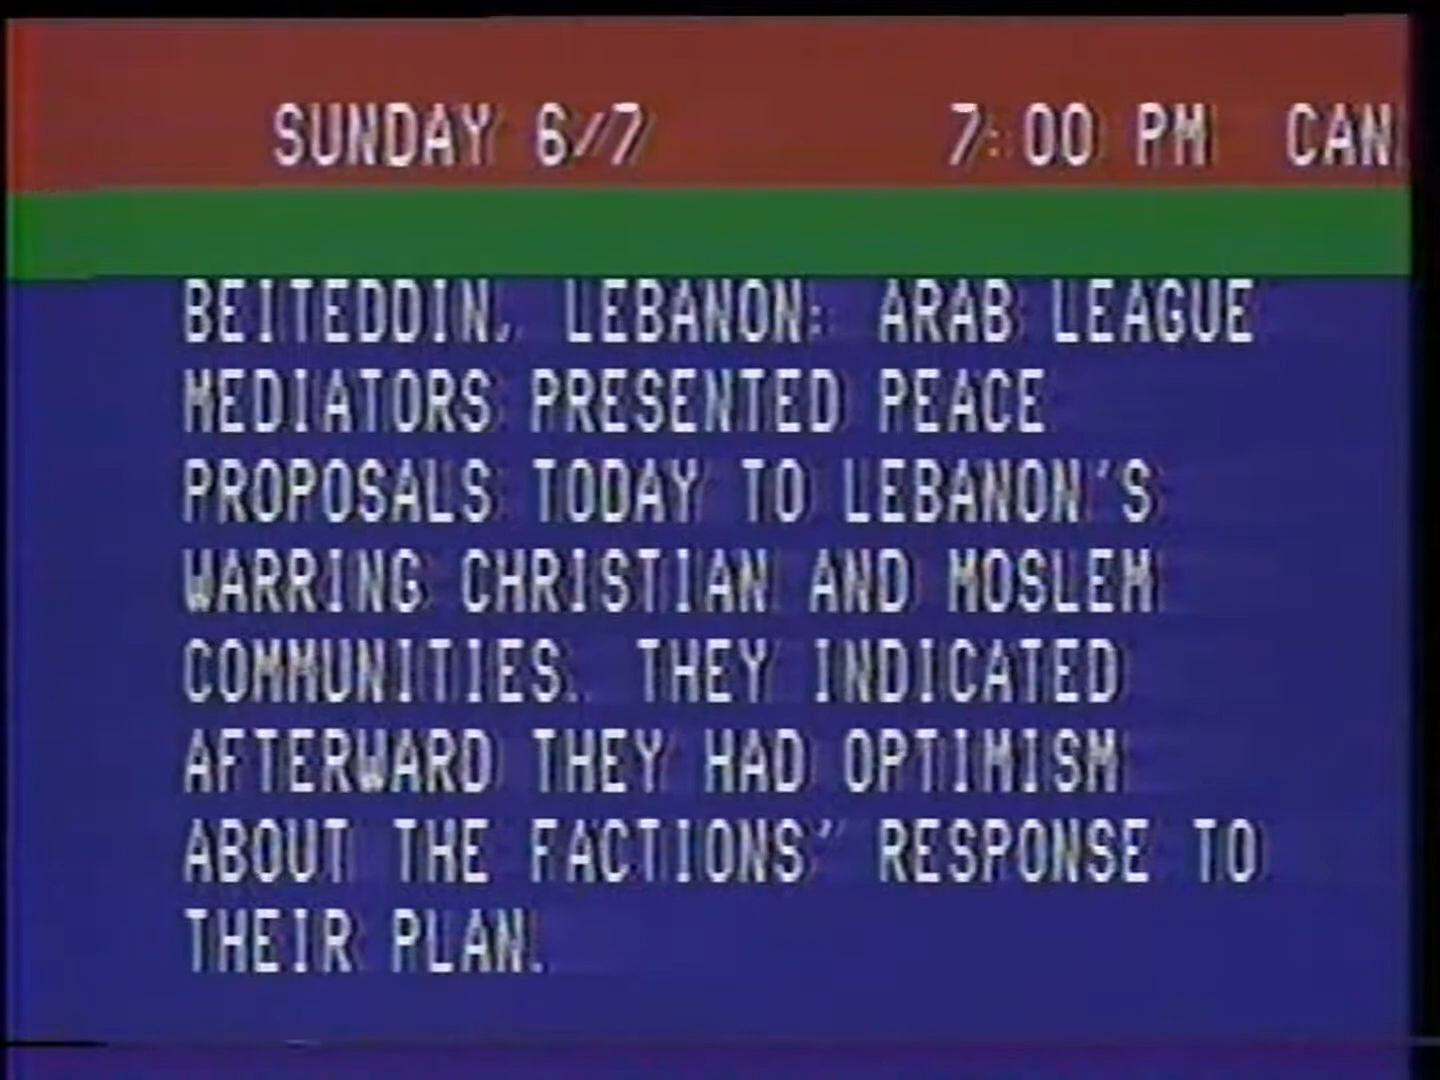 SUNDAY 6/7 7:00 PM CAN
BEITEDDIN, LEBANON: ARAB LEAGUE
MEDIATORS PRESENTED PEACE
PROPOSALS TODAY TO LEBANON'S
WARRING CHRISTIAN AND MOSLEM
COMMUNITIES. THEY INDICATED
AFTERWARD THEY HAD OPTIMISM
ABOUT THE FACTIONS' RESPONSE TO
THEIR PLAN.